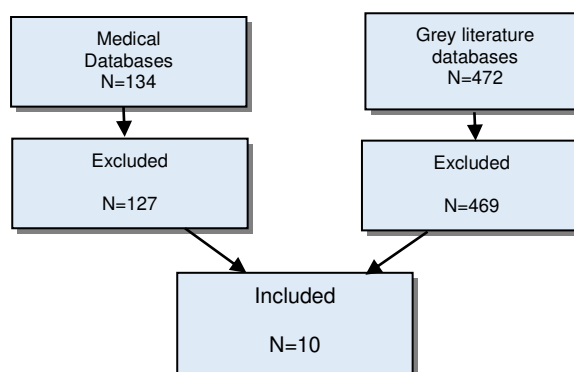 Medical
Databases
N=134
Grey literature
databases
N=472
Excluded
N=127
Excluded
N=469
Included
N=10